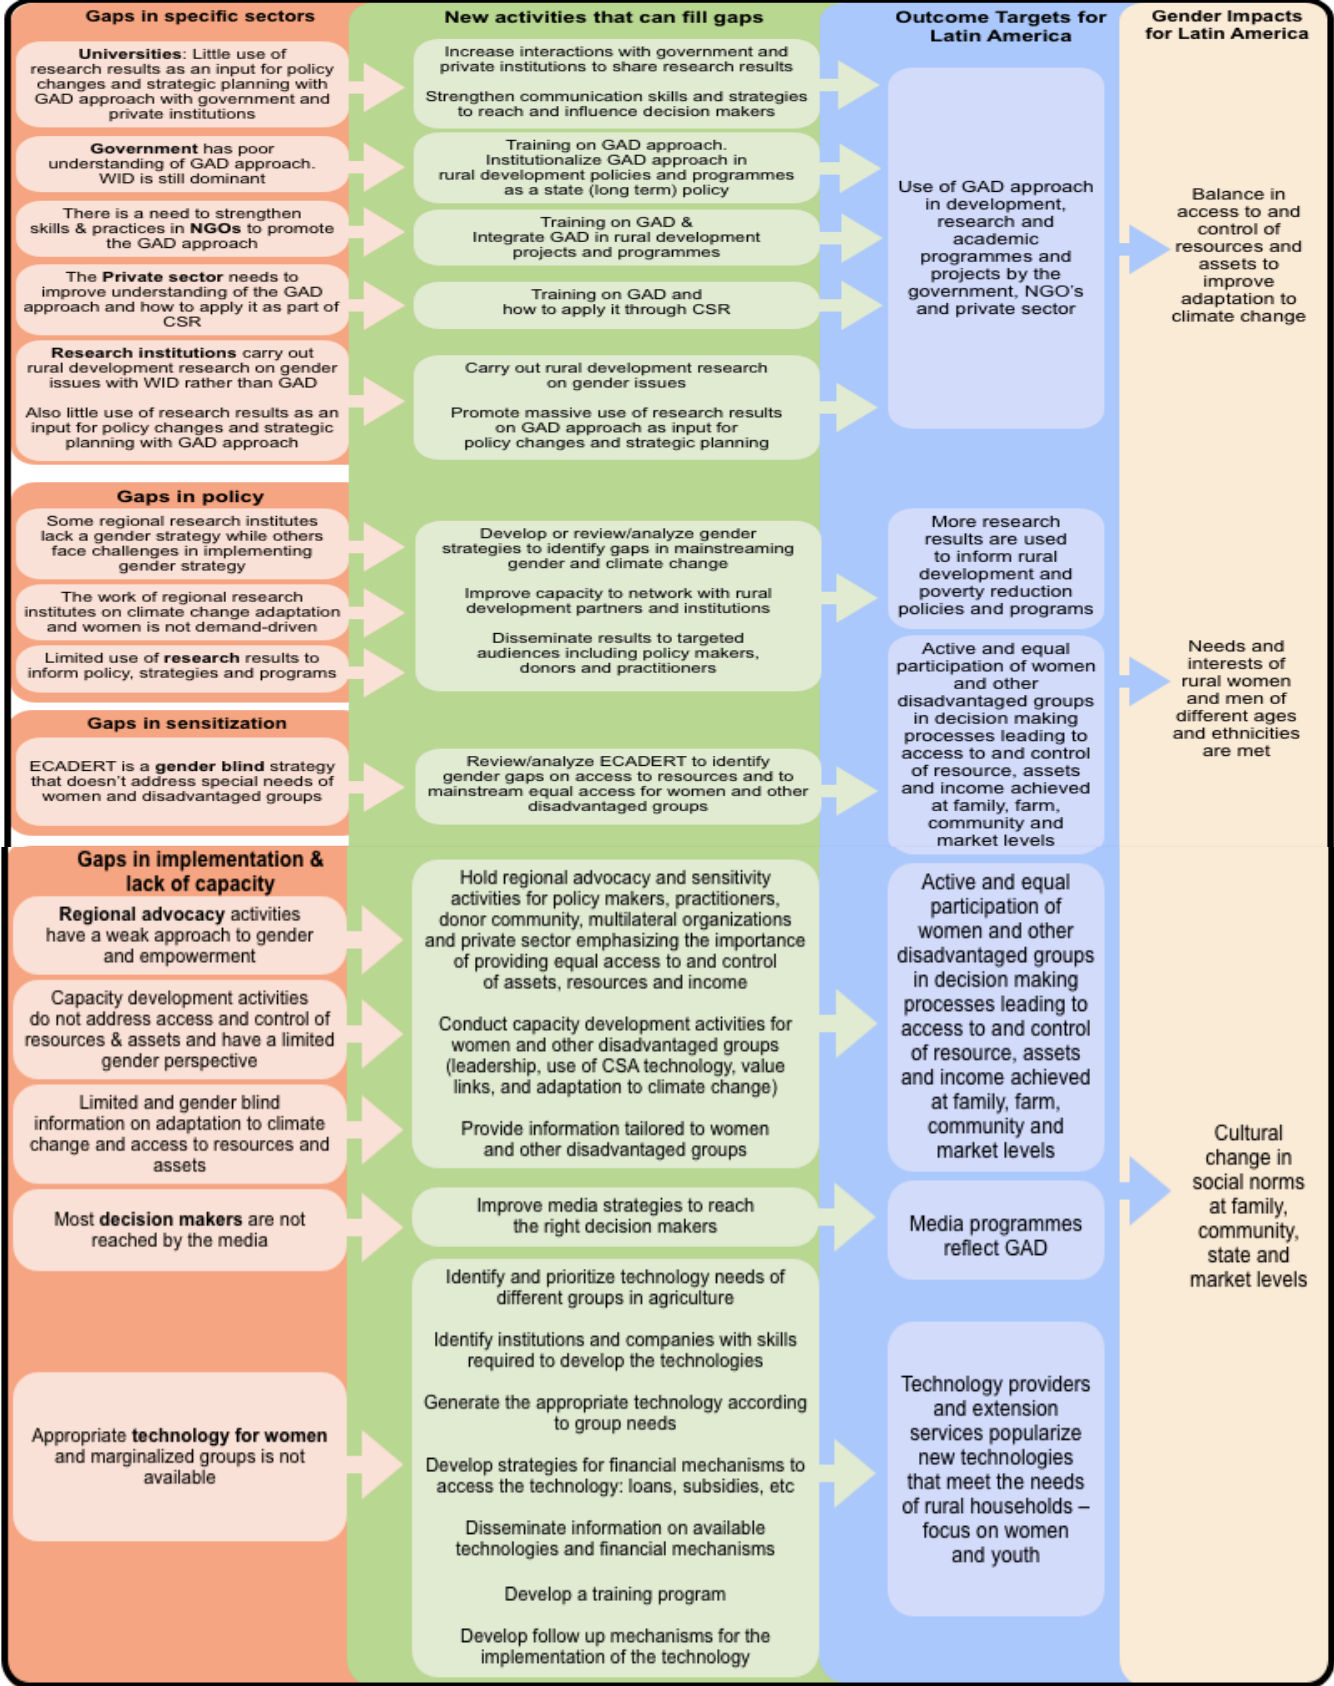 Gaps in specific sectors
New activities that can fill gaps
Outcome Targets for
Latin America
Gender Impacts
for Latin America
Universities: Little use of
research results as an input for policy
changes and strategic planning with
GAD approach with government and
private institutions
Increase interactions with government and
private institutions to share research results
Strengthen communication skills and strategies
to reach and influence decision makers
Government has poor
understanding of GAD approach.
WID is still dominant
Training on GAD approach.
Institutionalize GAD approach in
rural development policies and programmes
as a state (long term) policy
There is a need to strengthen
skills & practices in NGOs to promote
the GAD approach
Training on GAD &
Integrate GAD in rural development
projects and programmes
The Private sector needs to
improve understanding of the GAD
approach and how to apply it as part of
CSR
Training on GAD and
how to apply it through CSR
Research institutions carry out
rural development research on gender
issues with WID rather than GAD
Also little use of research results as an
input for policy changes and strategic
planning with GAD approach
Carry out rural development research
on gender issues
Promote massive use of research results
on GAD approach as input for
policy changes and strategic planning
Use of GAD approach
in development,
research and
academic
programmes and
projects by the
government, NGO's
and private sector
Balance in
access to and
control of
resources and
assets to
improve
adaptation to
climate change
Gaps in policy
Some regional research institutes
lack a gender strategy while others
face challenges in implementing
gender strategy
The work of regional research
institutes on climate change adaptation
and women is not demand-driven
Limited use of research results to
inform policy, strategies and programs
Develop or review/analyze gender
strategies to identify gaps in mainstreaming
gender and climate change
Improve capacity to network with rural
development partners and institutions
Disseminate results to targeted
audiences including policy makers,
donors and practitioners
More research
results are used
to inform rural
development and
poverty reduction
policies and programs
Gaps in sensitization
ECADERT is a gender blind strategy
that doesn't address special needs of
women and disadvantaged groups
Review/analyze ECADERT to identify
gender gaps on access to resources and to
mainstream equal access for women and other
disadvantaged groups
Active and equal
participation of women
and other
disadvantaged groups
in decision making
processes leading to
access to and control
of resource, assets
and income achieved
at family, farm,
community and
market levels
Needs and
interests of
rural women
and men of
different ages
and ethnicities
are met
Gaps in implementation &
lack of capacity
Regional advocacy activities
have a weak approach to gender
and empowerment
Capacity development activities
do not address access and control of
resources & assets and have a limited
gender perspective
Limited and gender blind
information on adaptation to climate
change and access to resources and
assets
Hold regional advocacy and sensitivity
activities for policy makers, practitioners,
donor community, multilateral organizations
and private sector emphasizing the importance
of providing equal access to and control
of assets, resources and income
Conduct capacity development activities for
women and other disadvantaged groups
(leadership, use of CSA technology, value
links, and adaptation to climate change)
Provide information tailored to women
and other disadvantaged groups
Active and equal
participation of
women and other
disadvantaged groups
in decision making
processes leading to
access to and control
of resource, assets
and income achieved
at family, farm,
community and
market levels
Most decision makers are not
reached by the media
Improve media strategies to reach
the right decision makers
Media programmes
reflect GAD
Cultural
change in
social norms
at family,
community,
state and
market levels
Appropriate technology for women
and marginalized groups is not
available
Identify and prioritize technology needs of
different groups in agriculture
Identify institutions and companies with skills
required to develop the technologies
Generate the appropriate technology according
to group needs
Develop strategies for financial mechanisms to
access the technology: loans, subsidies, etc
Disseminate information on available
technologies and financial mechanisms
Develop a training program
Develop follow up mechanisms for the
implementation of the technology
Technology providers
and extension
services popularize
new technologies
that meet the needs
of rural households –
focus on women
and youth